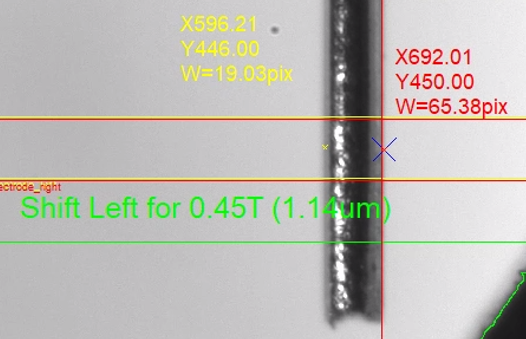 X596.21
Y446.00
W=19.03pix
X692.01
Y450.00
W=65.38pix
ectrode_right
Shift Left for 0.45T (1.14um)